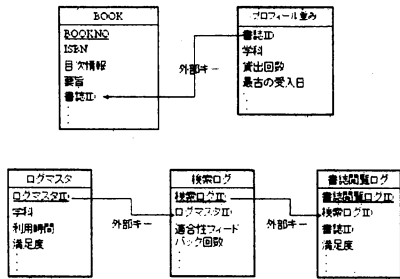 BOOK
BOOKNO
ISBN
目次情報
要旨
書誌ID
外部キー
プロフィール重み
書誌ID
学科
貸出回数
最古の受入日
ログマスタ
ログマスタID
学科
利用時間
満足度
外部キー
検索ログ
検索ログID
ログマスタID
適合性フィード
バック回数
外部キー
書誌閲覧ログ
書誌閲覧ログID
検索ログID
書誌ID
満足度